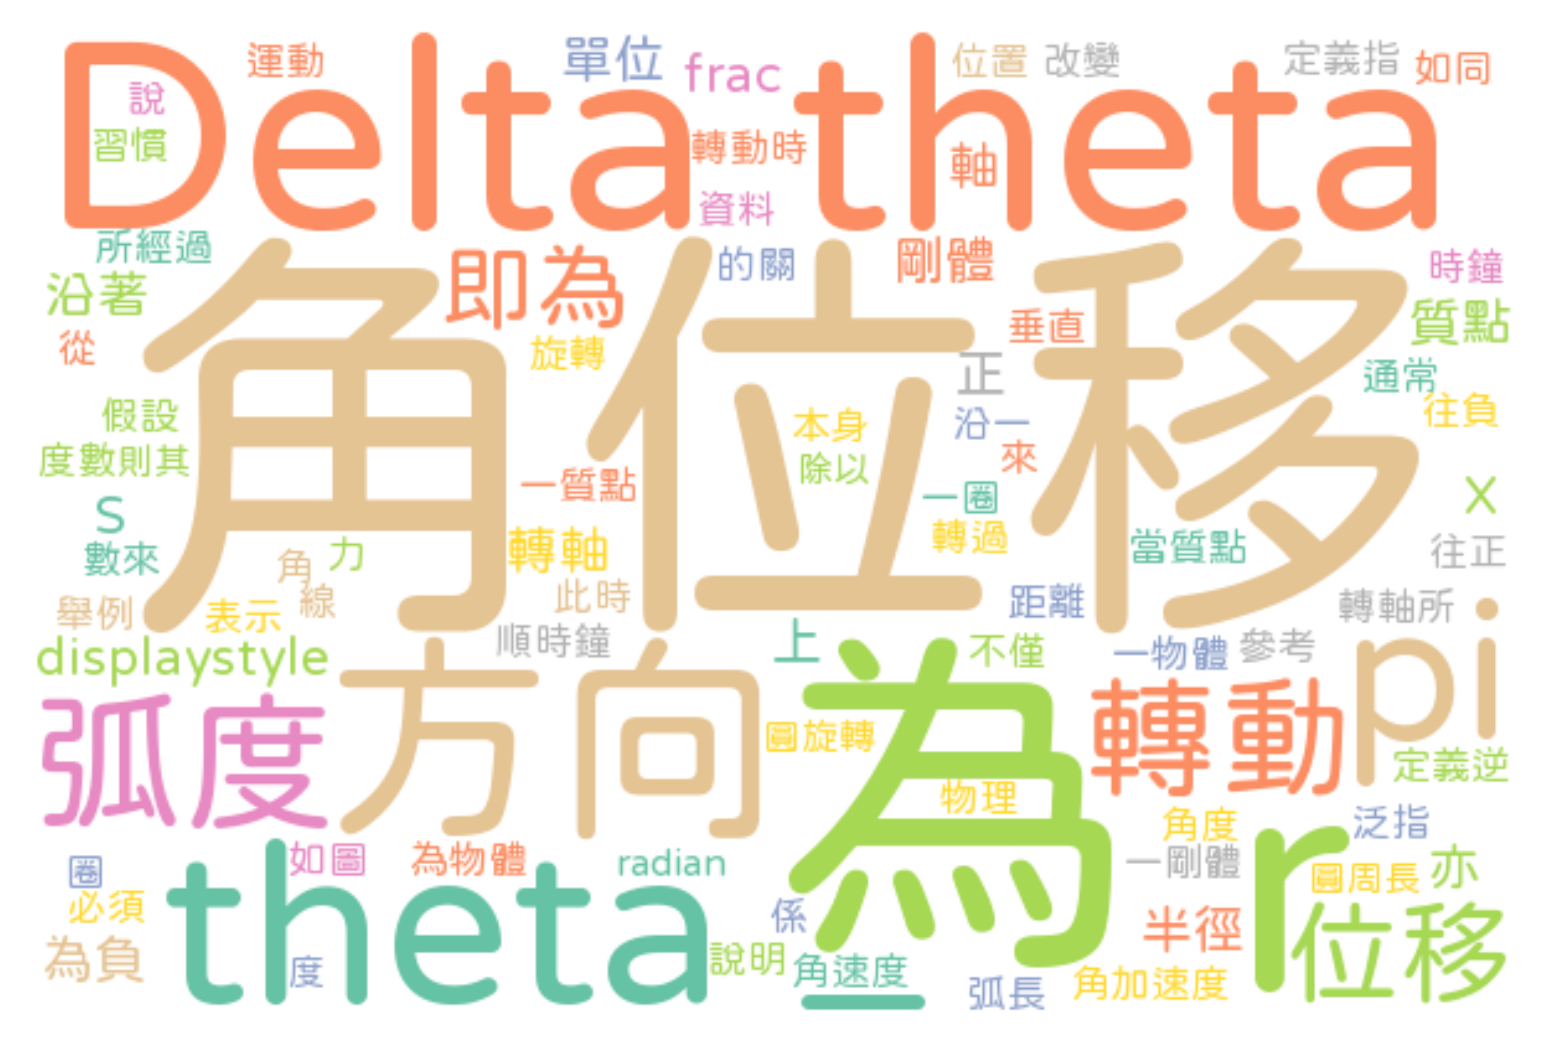 運動
單位
frac
位置
改變
定義指
如同
Delta theta
說
習慣
轉動時
軸
資料
所經過
沿著
即為
的關
剛體
時鐘
質點
從
旋轉
垂直
角位移
正
通常
往負
假設
本身
沿一
度數則其
除以
來
一質點
一圈
X
S
轉軸
轉過
當質點
往正
數來
角
力
線
此時
距離
轉軸所
舉例
表示
順時鐘
上
不僅
一物體
參考
pi
displaystyle
弧度
方向
為
轉動
圓旋轉
定義逆
物理
角度
泛指
圈
如圖
為物體
radian
一剛體
r
圓周長
亦
必須
theta_
係
半徑
位移
為負
度
說明
角速度
弧長
角加速度